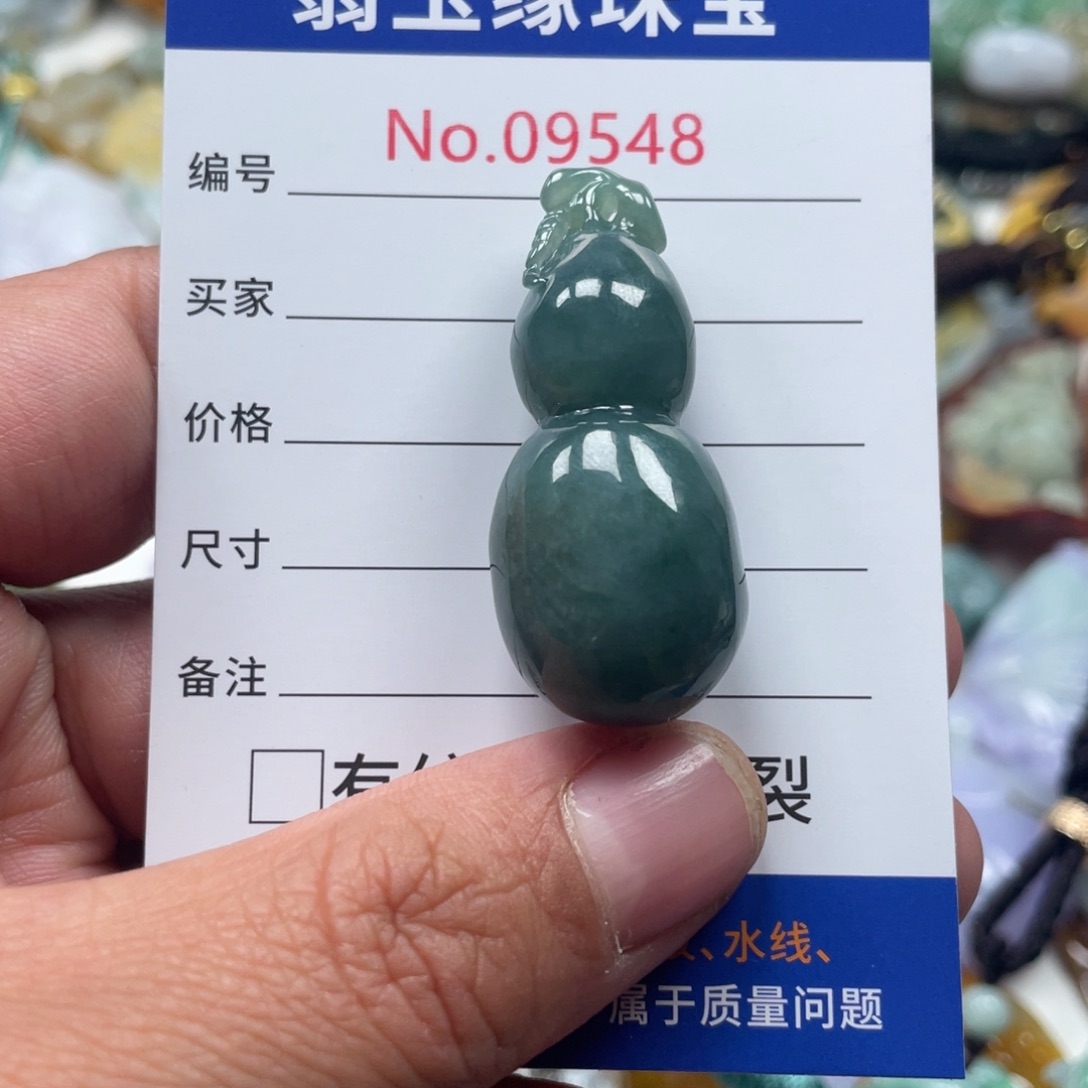 翡玉缘珠宝
No.09548
编号
买家
价格
尺寸
备注
有 裂
、水线、
属于质量问题